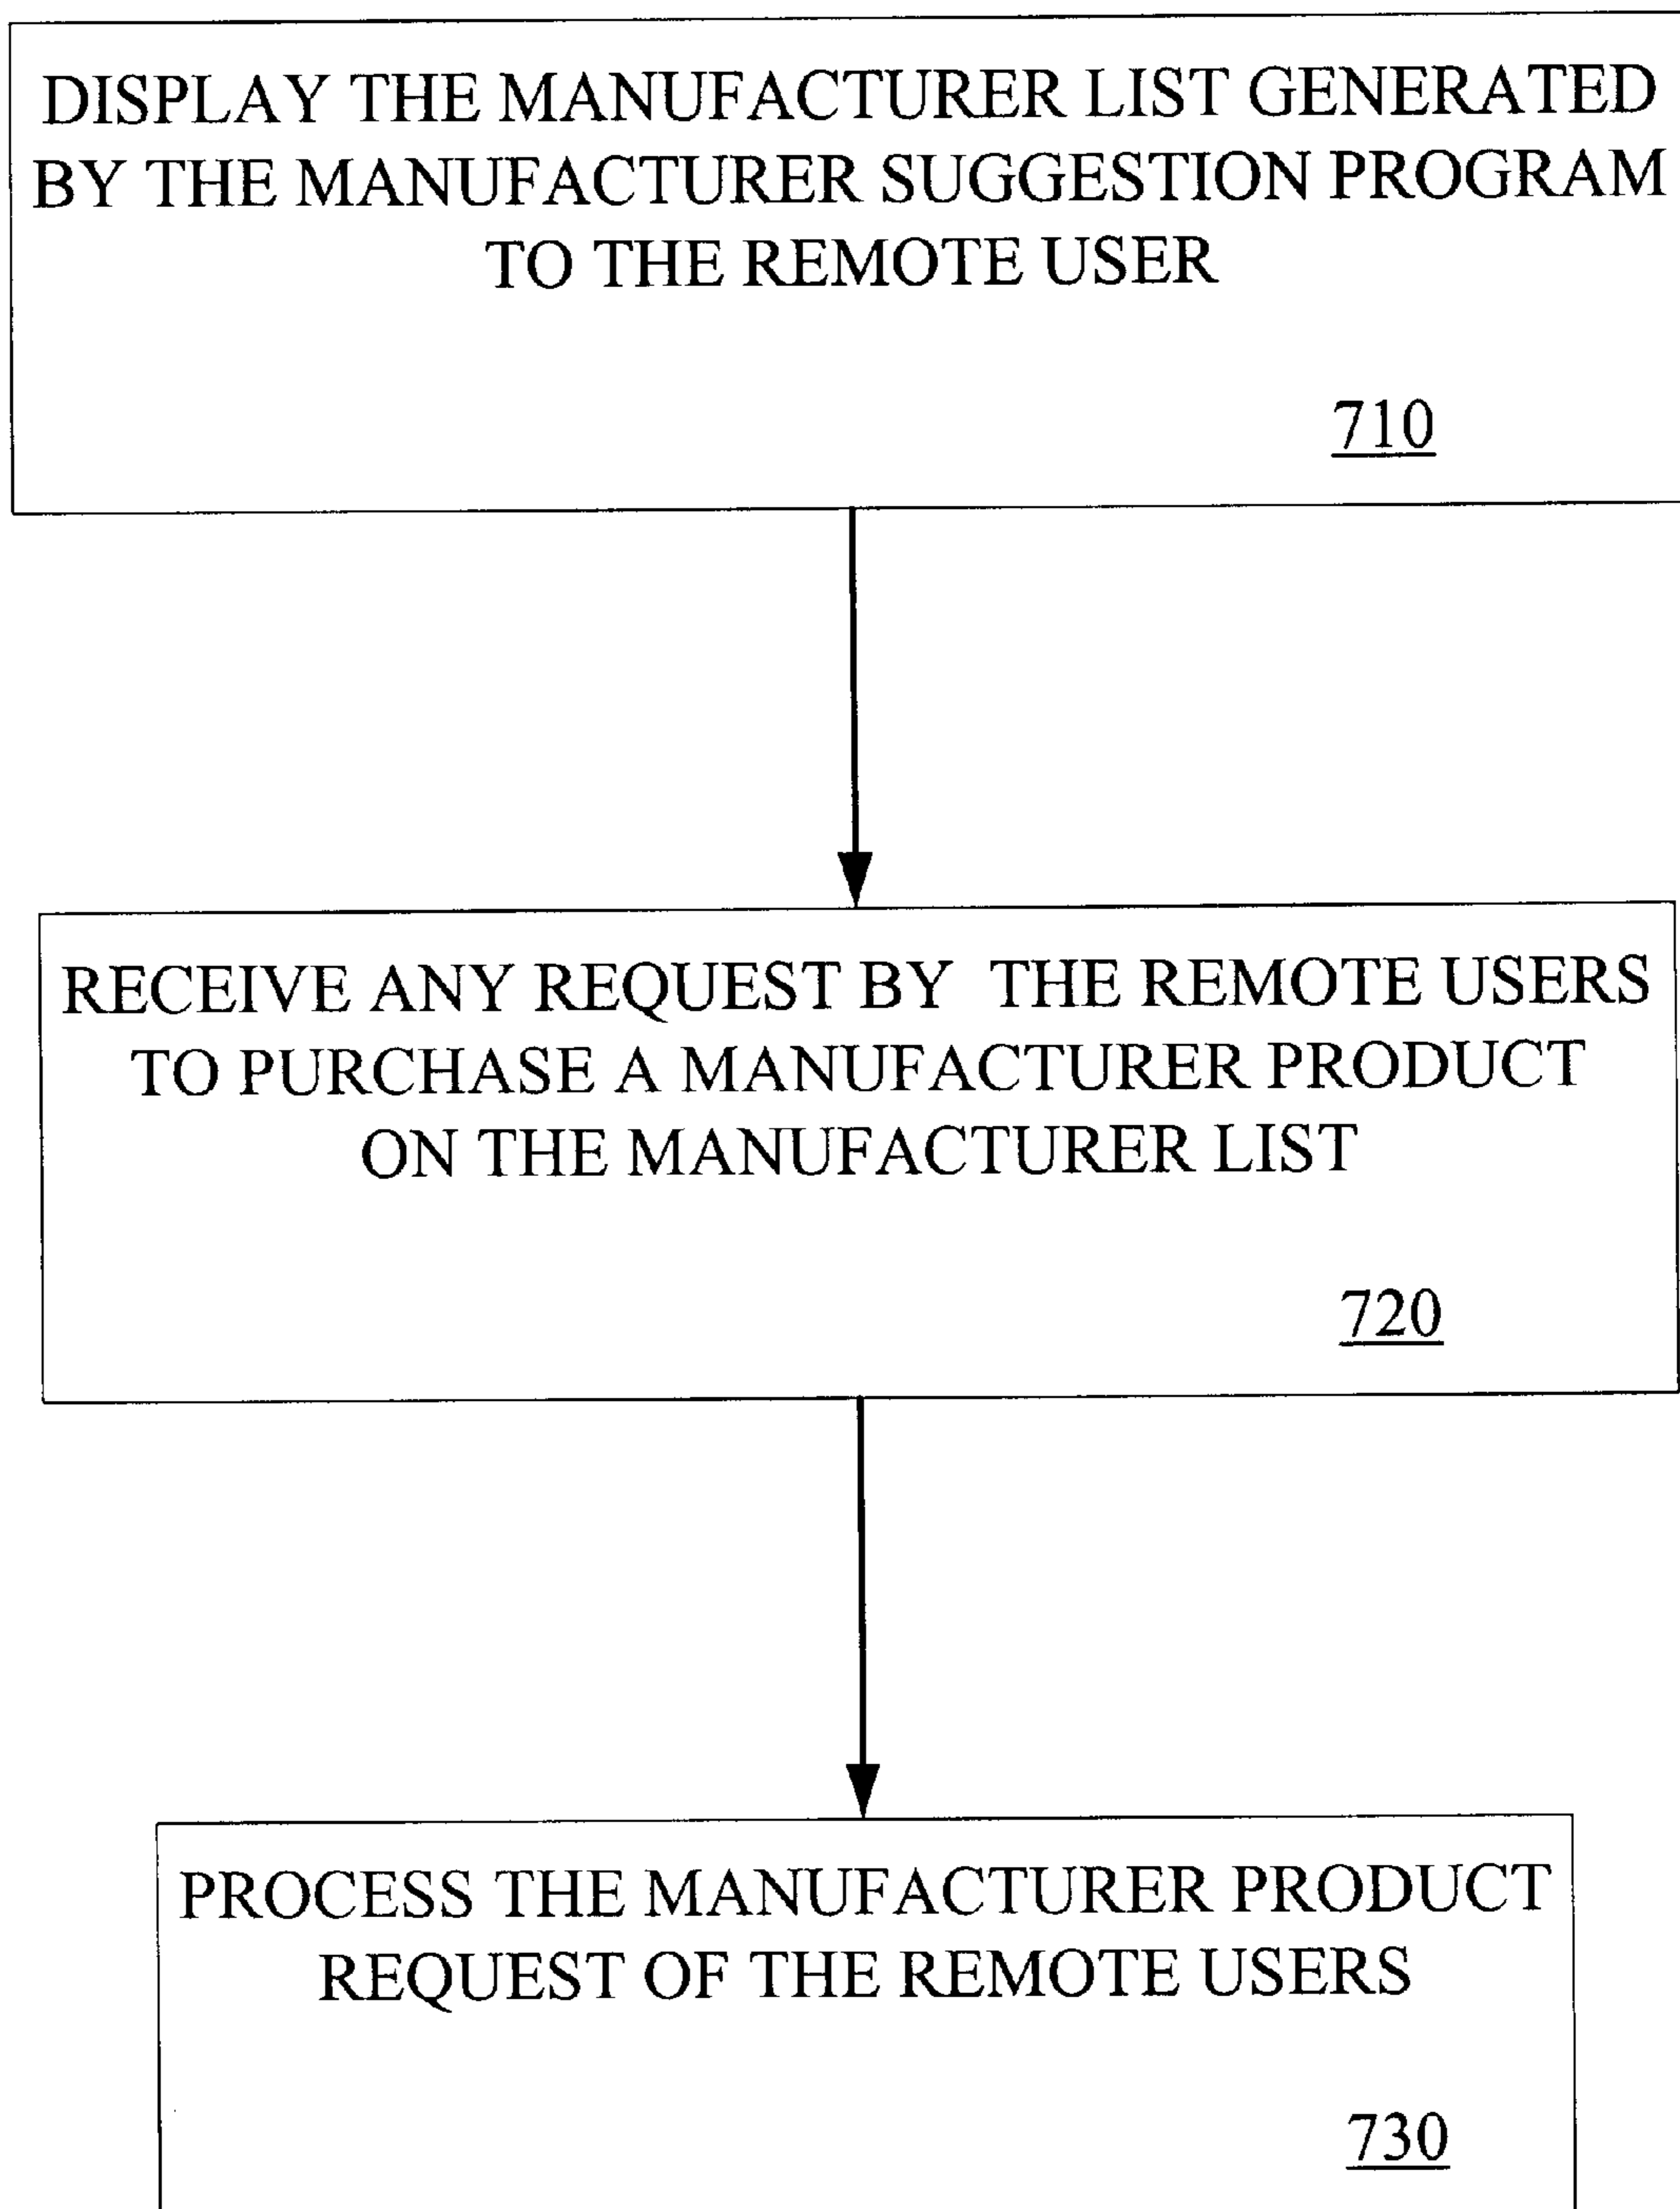 DISPLAY THE MANUFACTURER LIST GENERATED
BY THE MANUFACTURER SUGGESTION PROGRAM
TO THE REMOTE USER
710
RECEIVE ANY REQUEST BY THE REMOTE USERS
TO PURCHASE A MANUFACTURER PRODUCT
ON THE MANUFACTURER LIST
720
PROCESS THE MANUFACTURER PRODUCT
REQUEST OF THE REMOTE USERS
730